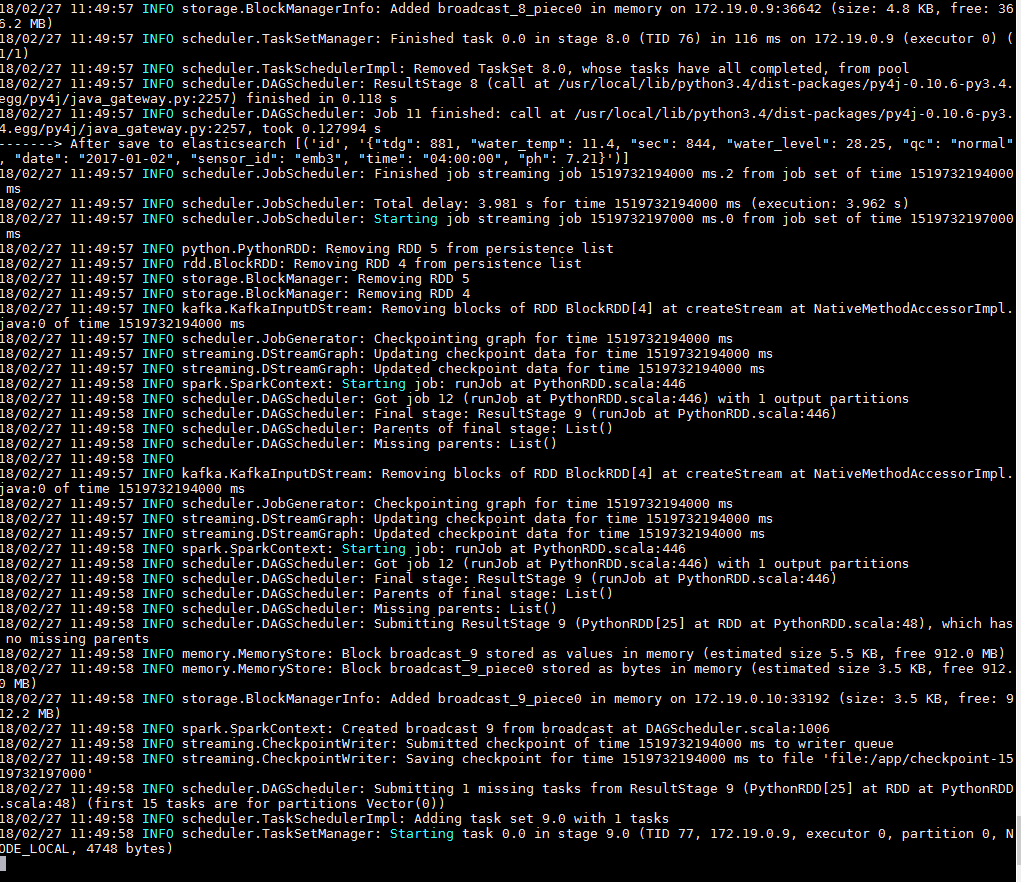 18/02/27 11:49:57 INFO storage.BlockManagerInfo: Added broadcast_8_piece0 in memory on 172.19.0.9:36642 (size: 4.8 KB, free: 36
6.2 MB)
18/02/27 11:49:57 INFO scheduler.TaskSetManager: Finished task 0.0 in stage 8.0 (TID 76) in 116 ms on 172.19.0.9 (executor 0) (
1/1)
18/02/27 11:49:57 INFO scheduler.TaskSchedulerImpl: Removed TaskSet 8.0, whose tasks have all completed, from pool
18/02/27 11:49:57 INFO scheduler.DAGScheduler: ResultStage 8 (call at /usr/local/lib/python3.4/dist-packages/py4j-0.10.6-py3.4.
egg/py4j/java_gateway.py:2257) finished in 0.118 s
18/02/27 11:49:57 INFO scheduler.DAGScheduler: Job 11 finished: call at /usr/local/lib/python3.4/dist-packages/py4j-0.10.6-py3.
4.egg/py4j/java_gateway.py:2257, took 0.127994 s
-------> After save to elasticsearch [('id', '{"tdg": 881, "water_temp": 11.4, "sec": 844, "water_level": 28.25, "qc": "normal"
, "date": "2017-01-02", "sensor_id": "emb3", "time": "04:00:00", "ph": 7.21}')]
18/02/27 11:49:57 INFO scheduler.JobScheduler: Finished job streaming job 1519732194000 ms.2 from job set of time 1519732194000
ms
18/02/27 11:49:57 INFO scheduler.JobScheduler: Total delay: 3.981 s for time 1519732194000 ms (execution: 3.962 s)
18/02/27 11:49:57 INFO scheduler.JobScheduler: Starting job streaming job 1519732197000 ms.0 from job set of time 1519732197000
ms
18/02/27 11:49:57 INFO python.PythonRDD: Removing RDD 5 from persistence list
18/02/27 11:49:57 INFO rdd.BlockRDD: Removing RDD 4 from persistence list
18/02/27 11:49:57 INFO storage.BlockManager: Removing RDD 5
18/02/27 11:49:57 INFO storage.BlockManager: Removing RDD 4
18/02/27 11:49:57 INFO kafka.KafkaInputDStream: Removing blocks of RDD BlockRDD[4] at createStream at NativeMethodAccessorImpl.
java:0 of time 1519732194000 ms
18/02/27 11:49:57 INFO scheduler.JobGenerator: Checkpointing graph for time 1519732194000 ms
18/02/27 11:49:57 INFO streaming.DStreamGraph: Updating checkpoint data for time 1519732194000 ms
18/02/27 11:49:57 INFO streaming.DStreamGraph: Updated checkpoint data for time 1519732194000 ms
18/02/27 11:49:58 INFO spark.SparkContext: Starting job: runJob at PythonRDD.scala:446
18/02/27 11:49:58 INFO scheduler.DAGScheduler: Got job 12 (runJob at PythonRDD.scala:446) with 1 output partitions
18/02/27 11:49:58 INFO scheduler.DAGScheduler: Final stage: ResultStage 9 (runJob at PythonRDD.scala:446)
18/02/27 11:49:58 INFO scheduler.DAGScheduler: Parents of final stage: List()
18/02/27 11:49:58 INFO scheduler.DAGScheduler: Missing parents: List()
18/02/27 11:49:58 INFO
18/02/27 11:49:57 INFO kafka.KafkaInputDStream: Removing blocks of RDD BlockRDD[4] at createStream at NativeMethodAccessorImpl.
java:0 of time 1519732194000 ms
18/02/27 11:49:57 INFO scheduler.JobGenerator: Checkpointing graph for time 1519732194000 ms
18/02/27 11:49:57 INFO streaming.DStreamGraph: Updating checkpoint data for time 1519732194000 ms
18/02/27 11:49:57 INFO streaming.DStreamGraph: Updated checkpoint data for time 1519732194000 ms
18/02/27 11:49:58 INFO spark.SparkContext: Starting job: runJob at PythonRDD.scala:446
18/02/27 11:49:58 INFO scheduler.DAGScheduler: Got job 12 (runJob at PythonRDD.scala:446) with 1 output partitions
18/02/27 11:49:58 INFO scheduler.DAGScheduler: Final stage: ResultStage 9 (runJob at PythonRDD.scala:446)
18/02/27 11:49:58 INFO scheduler.DAGScheduler: Parents of final stage: List()
18/02/27 11:49:58 INFO scheduler.DAGScheduler: Missing parents: List()
18/02/27 11:49:58 INFO scheduler.DAGScheduler: Submitting ResultStage 9 (PythonRDD[25] at RDD at PythonRDD.scala:48), which has
no missing parents
18/02/27 11:49:58 INFO memory.MemoryStore: Block broadcast_9 stored as values in memory (estimated size 5.5 KB, free 912.0 MB)
18/02/27 11:49:58 INFO memory.MemoryStore: Block broadcast_9_piece0 stored as bytes in memory (estimated size 3.5 KB, free 912.
0 MB)
18/02/27 11:49:58 INFO storage.BlockManagerInfo: Added broadcast_9_piece0 in memory on 172.19.0.10:33192 (size: 3.5 KB, free: 9
12.2 MB)
18/02/27 11:49:58 INFO spark.SparkContext: Created broadcast 9 from broadcast at DAGScheduler.scala:1006
18/02/27 11:49:58 INFO streaming.CheckpointWriter: Submitted checkpoint of time 1519732194000 ms to writer queue
18/02/27 11:49:58 INFO streaming.CheckpointWriter: Saving checkpoint for time 1519732194000 ms to file 'file:/app/checkpoint-15
19732197000'
18/02/27 11:49:58 INFO scheduler.DAGScheduler: Submitting 1 missing tasks from ResultStage 9 (PythonRDD[25] at RDD at PythonRDD
.scala:48) (first 15 tasks are for partitions Vector(0))
18/02/27 11:49:58 INFO scheduler.TaskSchedulerImpl: Adding task set 9.0 with 1 tasks
18/02/27 11:49:58 INFO scheduler.TaskSetManager: Starting task 0.0 in stage 9.0 (TID 77, 172.19.0.9, executor 0, partition 0, N
ODE_LOCAL, 4748 bytes)